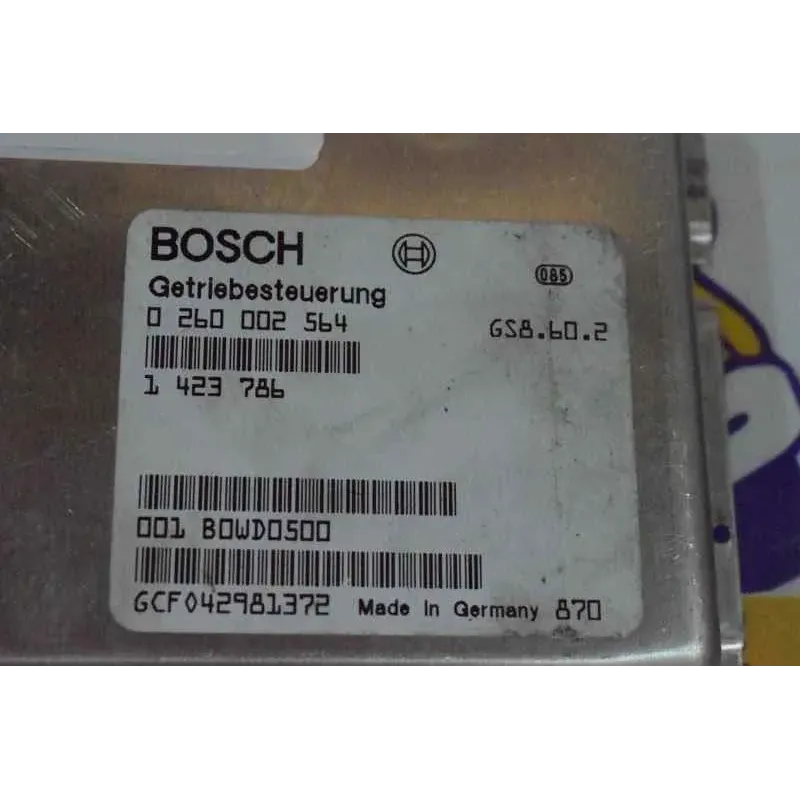 BOSCH
085
Getriebesteuerung
0 260 002 564
GS8.60.2
1 423 786
001 B0WD0500
GCF042981372 Made in Germany 870